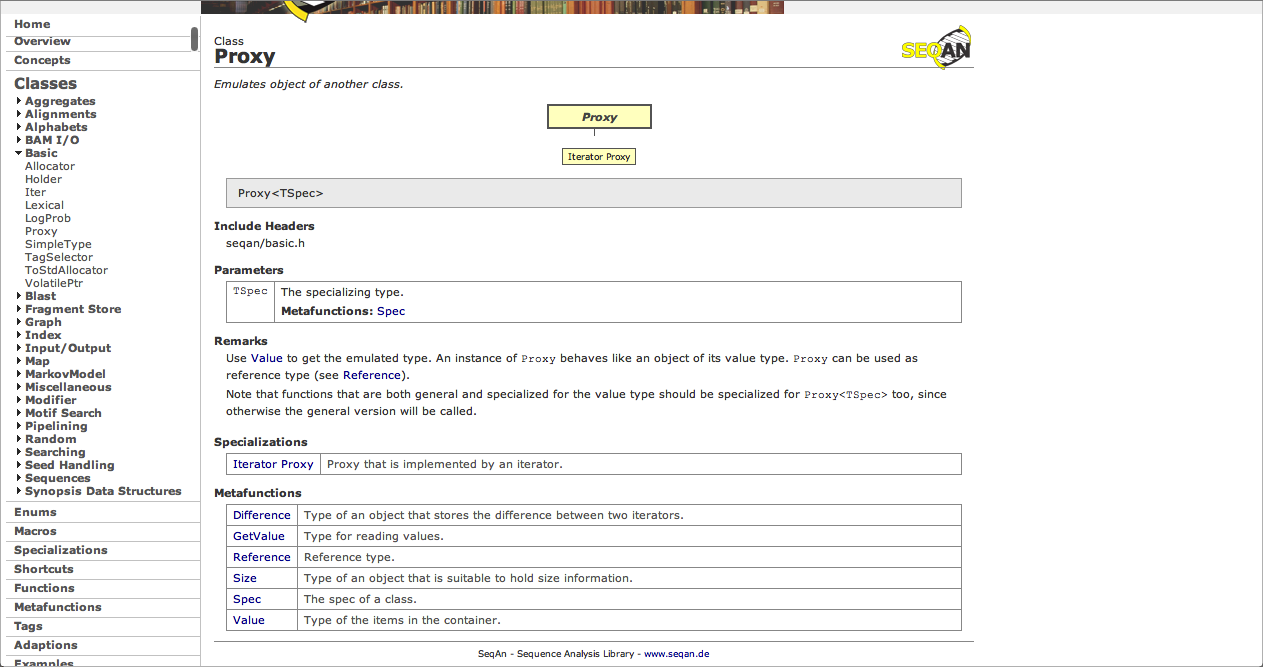 Home
Overview
Concepts
Classes
Aggregates
Alignments
Alphabets
BAM I/O
Basic
Allocator
Holder
Iter
Lexical
LogProb
Proxy
SimpleType
TagSelector
ToStdAllocator
VolatilePtr
Blast
Fragment Store
Graph
Index
Input/Output
Map
MarkovModel
Miscellaneous
Modifier
Motif Search
Pipelining
Random
Searching
Seed Handling
Sequences
Synopsis Data Structures
Enums
Macros
Specializations
Shortcuts
Functions
Metafunctions
Tags
Adaptions
Examples
Class
Proxy
SEQAN
Emulates object of another class.
Proxy
Iterator Proxy
Proxy<TSpec>
Include Headers
seqan/basic.h
Parameters
TSpec The specializing type.
Metafunctions: Spec
Remarks
Use Value to get the emulated type. An instance of Proxy behaves like an object of its value type. Proxy can be used as
reference type (see Reference).
Note that functions that are both general and specialized for the value type should be specialized for Proxy<TSpec> too, since
otherwise the general version will be called.
Specializations
Iterator Proxy Proxy that is implemented by an iterator.
Metafunctions
Difference Type of an object that stores the difference between two iterators.
GetValue Type for reading values.
Reference Reference type.
Size Type of an object that is suitable to hold size information.
Spec The spec of a class.
Value Type of the items in the container.
SeqAn - Sequence Analysis Library - www.seqan.de